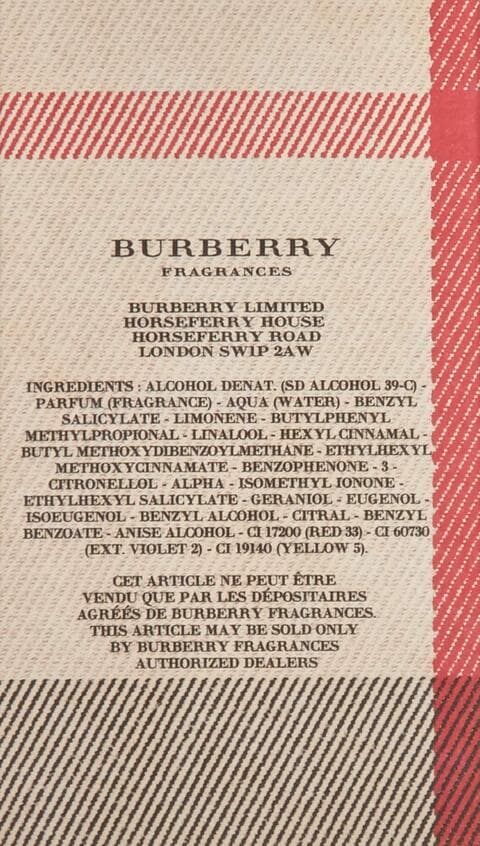 BURBERRY
FRAGRANCES
BURBERRY LIMITED
HORSEFERRY HOUSE
HORSEFERRY ROAD
LONDON SW1P 2AW
INGREDIENTS : ALCOHOL DENAT. (SD ALCOHOL 39-C) -
PARFUM (FRAGRANCE) - AQUA (WATER) - BENZYL
SALICYLATE - LIMONENE - BUTYLPHENYL
METHYLPROPIONAL - LINALOOL - HEXYL CINNAMAL -
BUTYL METHOXYDIBENZOYLMETHANE - ETHYLHEXYL
METHOXYCINNAMATE - BENZOPHENONE - 3 -
CITRONELLOL - ALPHA - ISOMETHYL IONONE -
ETHYLHEXYL SALICYLATE - GERANIOL - EUGENOL -
ISOEUGENOL - BENZYL ALCOHOL - CITRAL - BENZYL
BENZOATE - ANISE ALCOHOL - CI 17200 (RED 33) - CI 60730
(EXT. VIOLET 2) - CI 19140 (YELLOW 5).
CET ARTICLE NE PEUT ÊTRE
VENDU QUE PAR LES DÉPOSITAIRES
AGRÉÉS DE BURBERRY FRAGRANCES.
THIS ARTICLE MAY BE SOLD ONLY
BY BURBERRY FRAGRANCES
AUTHORIZED DEALERS